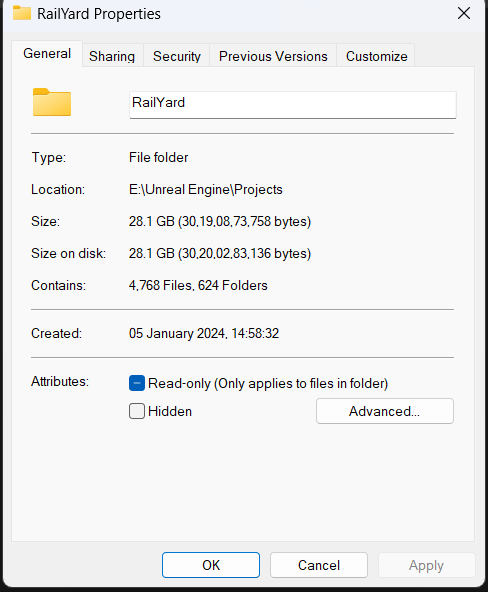 RailYard Properties
General
Sharing
Security
Previous Versions
Customize
RailYard
Type: File folder
Location: E:\Unreal Engine\Projects
Size: 28.1 GB (30,19,08,73,758 bytes)
Size on disk: 28.1 GB (30,20,02,83,136 bytes)
Contains: 4,768 Files, 624 Folders
Created: 05 January 2024, 14:58:32
Attributes: Read-only (Only applies to files in folder)
Hidden
Advanced...
OK
Cancel
Apply